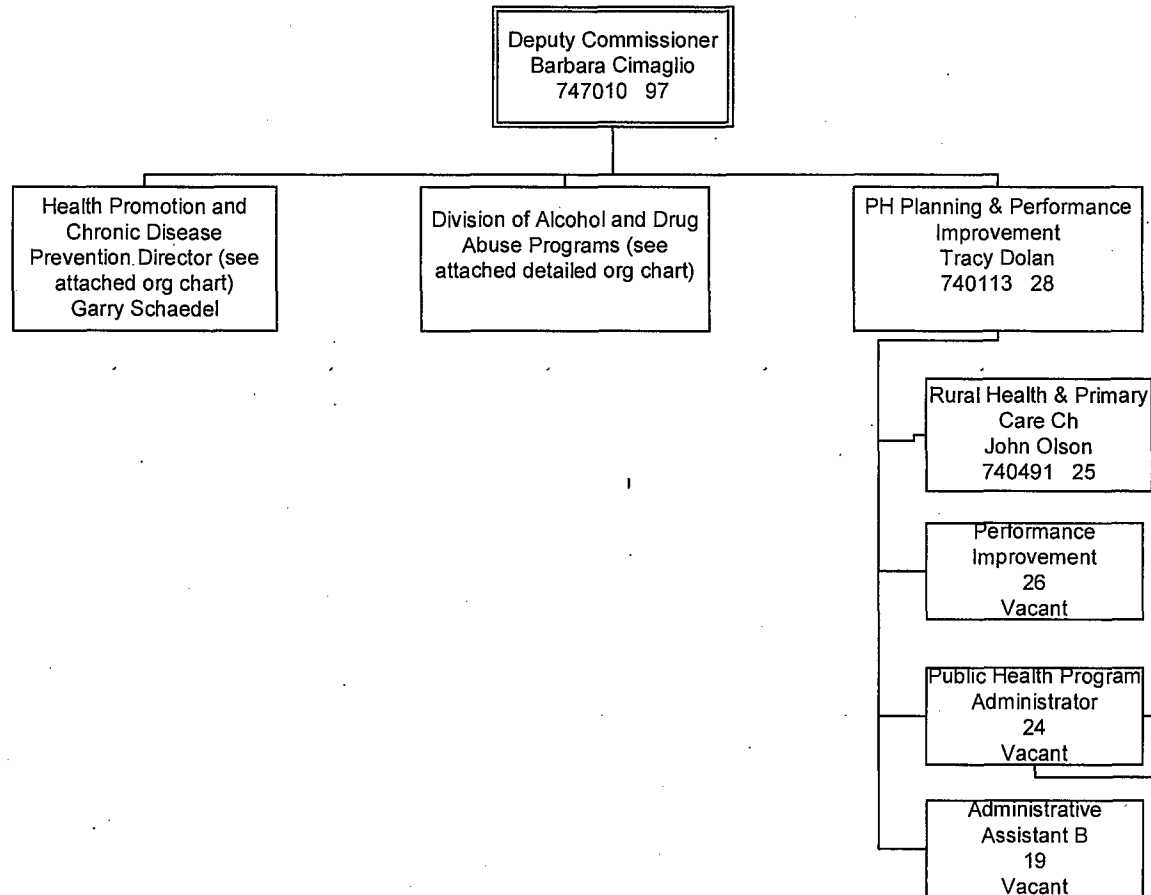 Deputy Commissioner
Barbara Cimaglio
747010 97
Health Promotion and
Chronic Disease
Prevention Director (see
attached org chart)
Garry Schaedel
Division of Alcohol and Drug
Abuse Programs (see
attached detailed org chart)
PH Planning & Performance
Improvement
Tracy Dolan
740113 28
Rural Health & Primary
Care Ch
John Olson
740491 25
Performance
Improvement
26
Vacant
Public Health Program
Administrator
24
Vacant
Administrative
Assistant B
19
Vacant